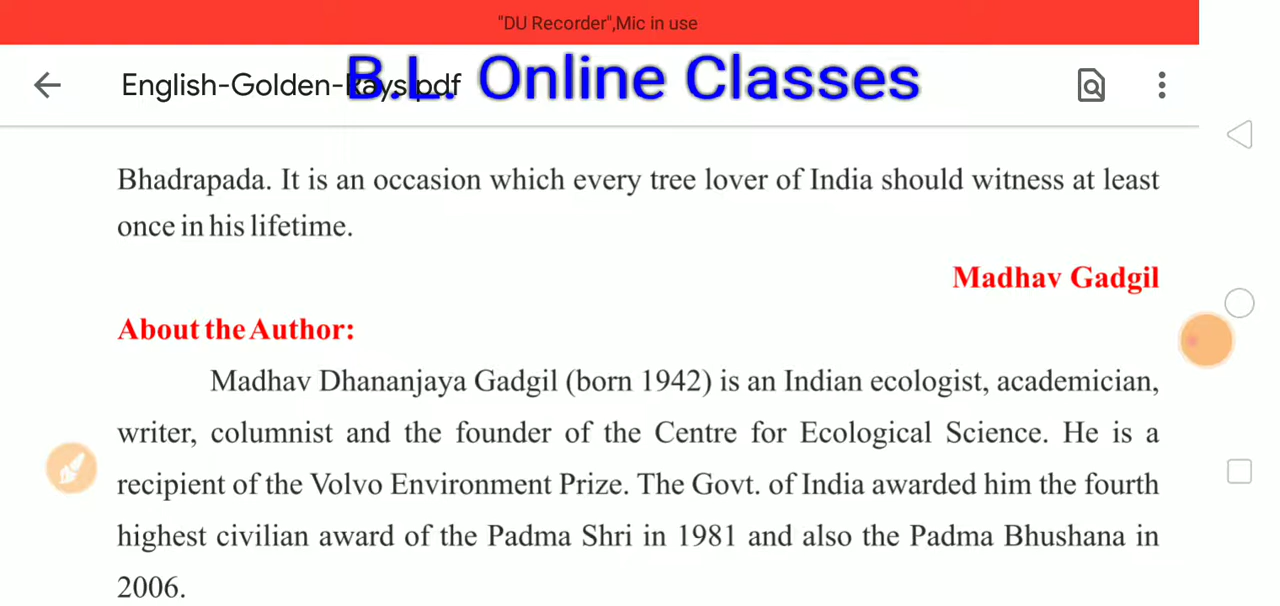 "DU Recorder",Mic in use
English-Golden-Rays.pdf
B.L. Online Classes
Bhadrapada. It is an occasion which every tree lover of India should witness at least
once in his lifetime.
Madhav Gadgil
About the Author:
Madhav Dhananjaya Gadgil (born 1942) is an Indian ecologist, academician,
writer, columnist and the founder of the Centre for Ecological Science. He is a
recipient of the Volvo Environment Prize. The Govt. of India awarded him the fourth
highest civilian award of the Padma Shri in 1981 and also the Padma Bhushana in
2006.